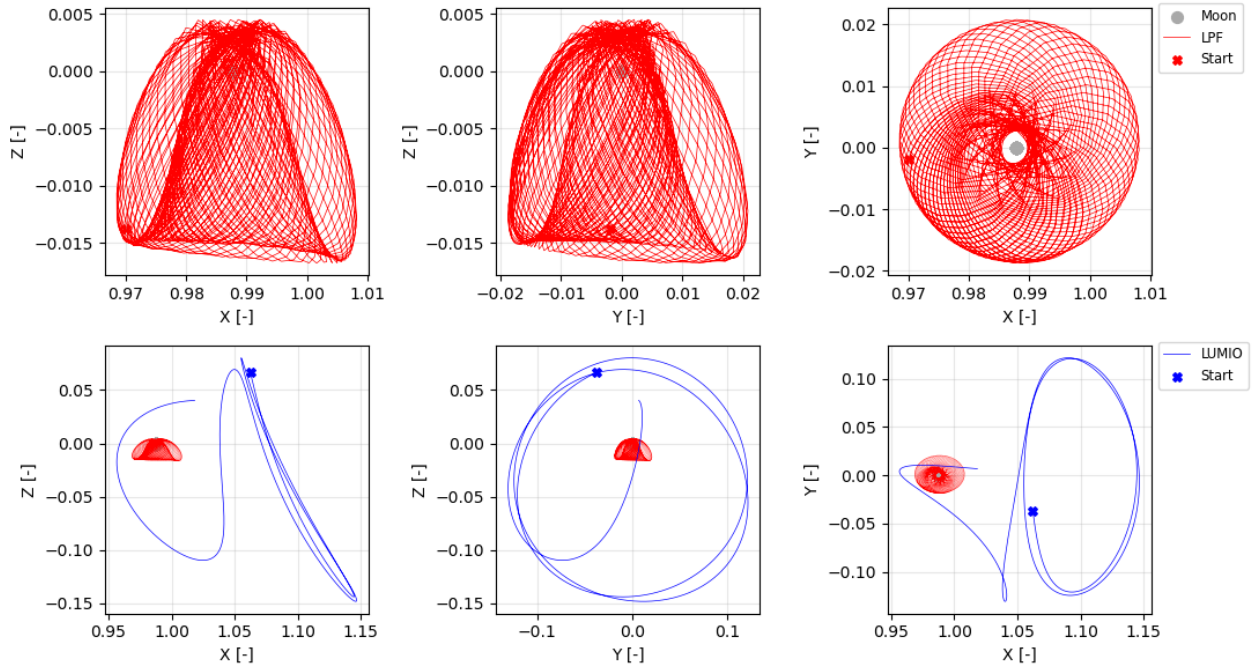 0.005
0.000
−0.005
−0.010
−0.015
Z [-]
0.97 0.98 0.99 1.00 1.01
X [-]
0.005
0.000
−0.005
−0.010
−0.015
Z [-]
−0.02 −0.01 0.00 0.01 0.02
Y [-]
0.02
0.01
0.00
−0.01
−0.02
Y [-]
0.97 0.98 0.99 1.00 1.01
X [-]
Moon
LPF
Start
0.05
0.00
−0.05
−0.10
−0.15
Z [-]
0.95 1.00 1.05 1.10 1.15
X [-]
0.05
0.00
−0.05
−0.10
−0.15
Z [-]
−0.1 0.0 0.1
Y [-]
0.10
0.05
0.00
−0.05
−0.10
Y [-]
0.95 1.00 1.05 1.10 1.15
X [-]
LUMIO
Start